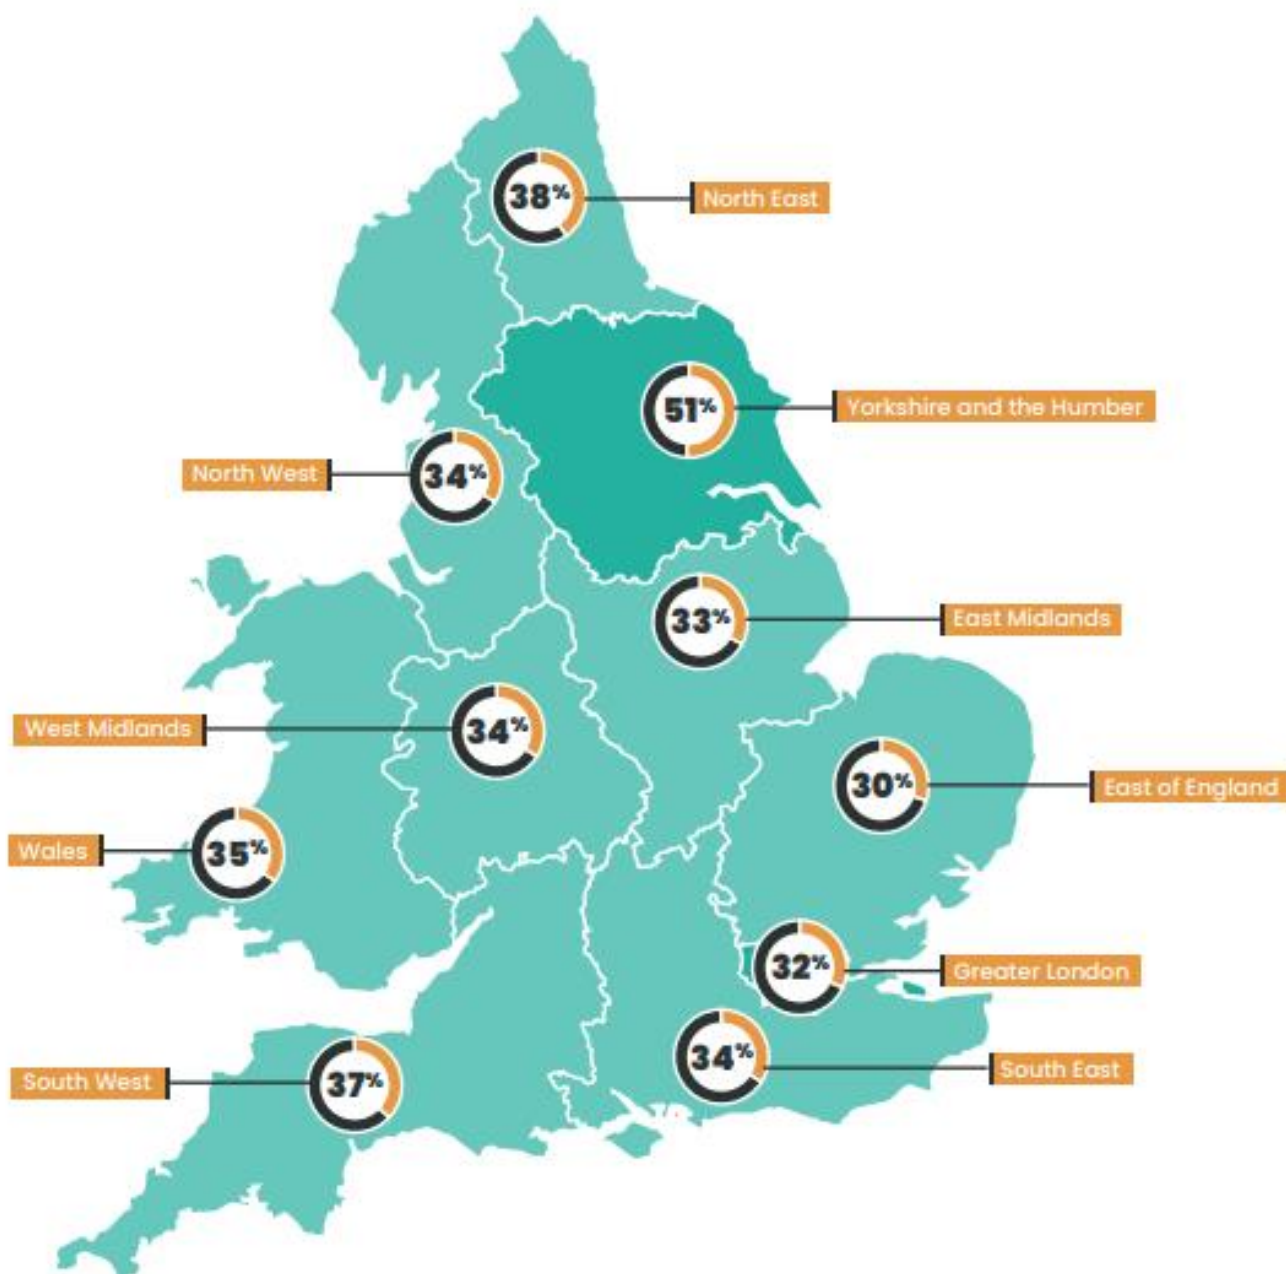 38%
North East
51%
Yorkshire and the Humber
North West
34%
33%
East Midlands
West Midlands
34%
30%
East of England
Wales
35%
32%
Greater London
34%
South East
South West
37%